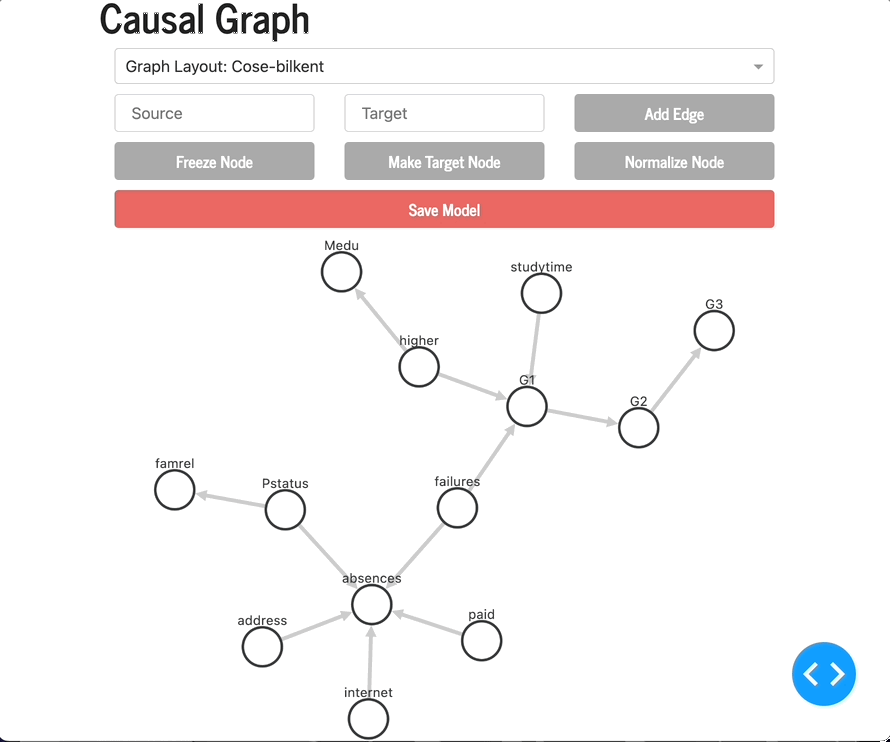 Causal Graph
Graph Layout: Cose-bilkent
Source Target Add Edge
Freeze Node Make Target Node Normalize Node
Save Model
Medu
studytime
G3
higher
G1
G2
famrel
Pstatus
failures
absences
address
paid
internet